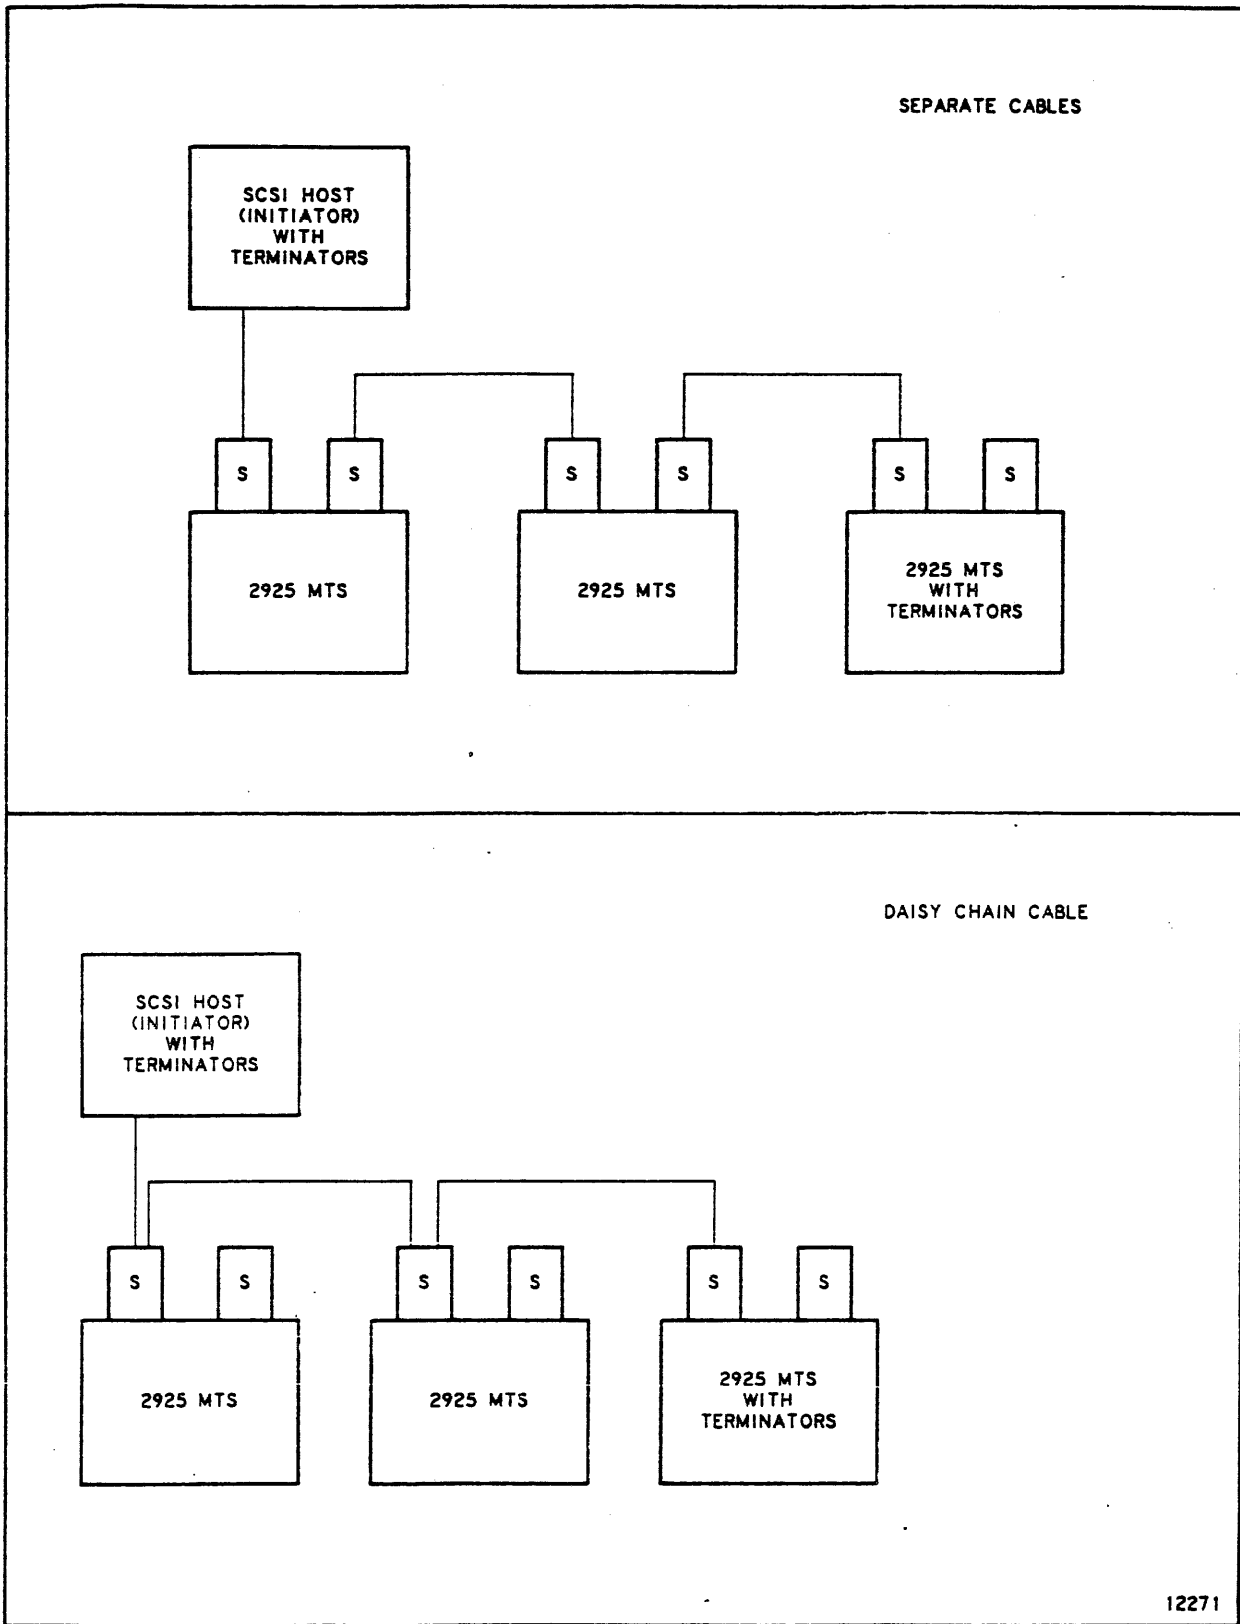 SEPARATE CABLES
SCSI HOST
(INITIATOR)
WITH
TERMINATORS
S
S
S
S
S
S
2925 MTS
2925 MTS
2925 MTS
WITH
TERMINATORS
DAISY CHAIN CABLE
SCSI HOST
(INITIATOR)
WITH
TERMINATORS
S
S
S
S
S
S
2925 MTS
2925 MTS
2925 MTS
WITH
TERMINATORS
12271